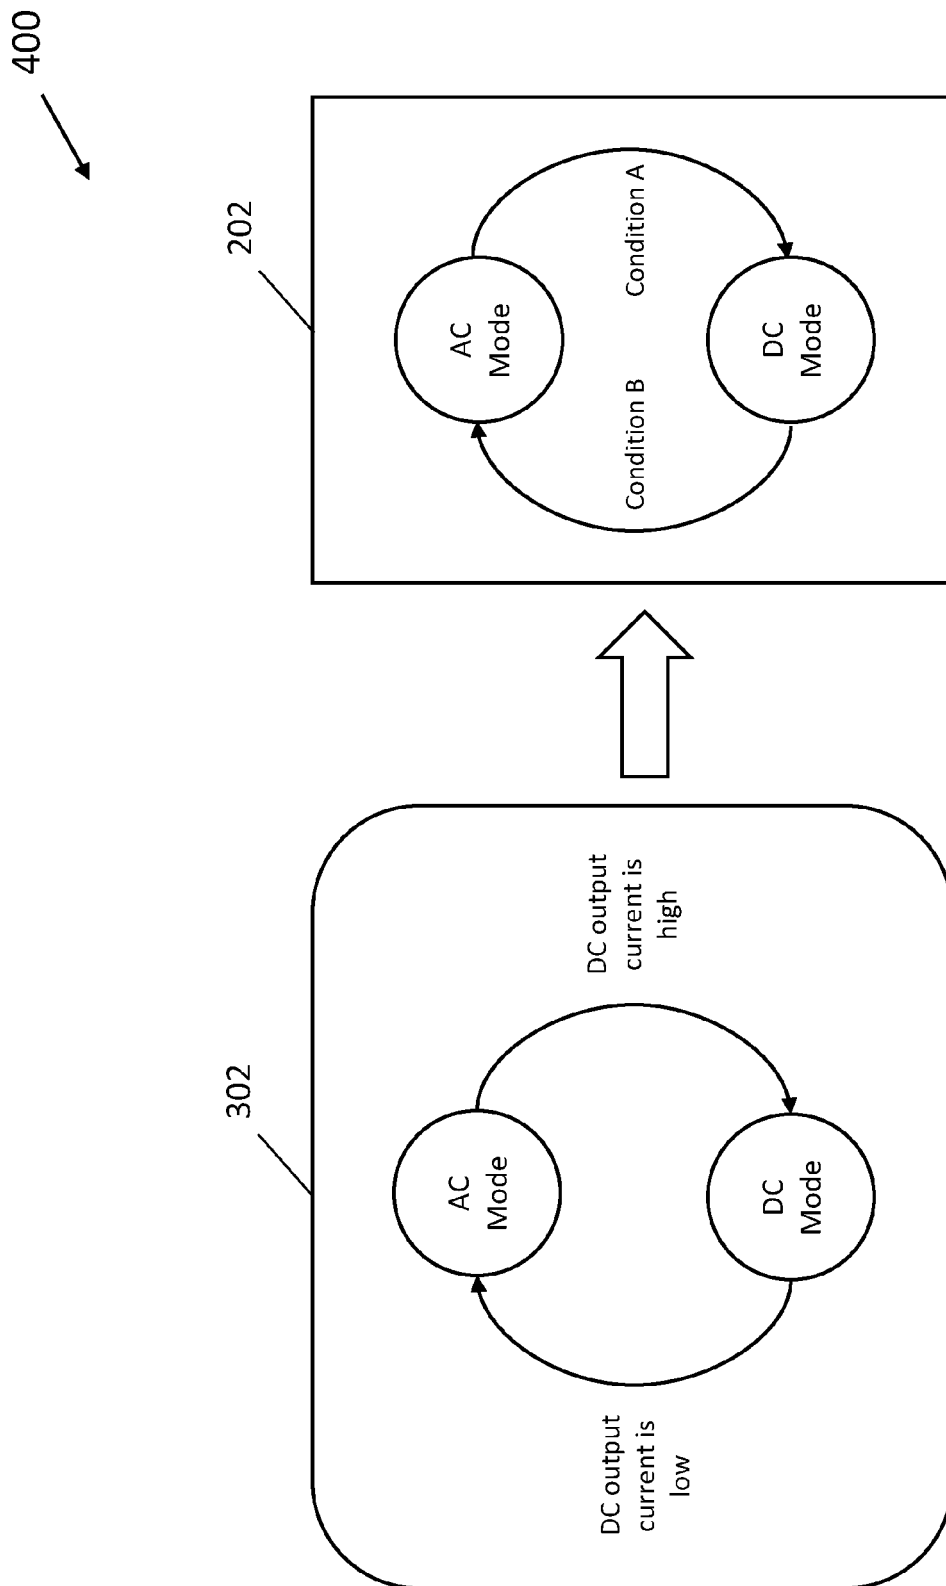 400
302
AC
Mode
DC output
current is
low
DC output
current is
high
DC
Mode
202
AC
Mode
Condition B
Condition A
DC
Mode